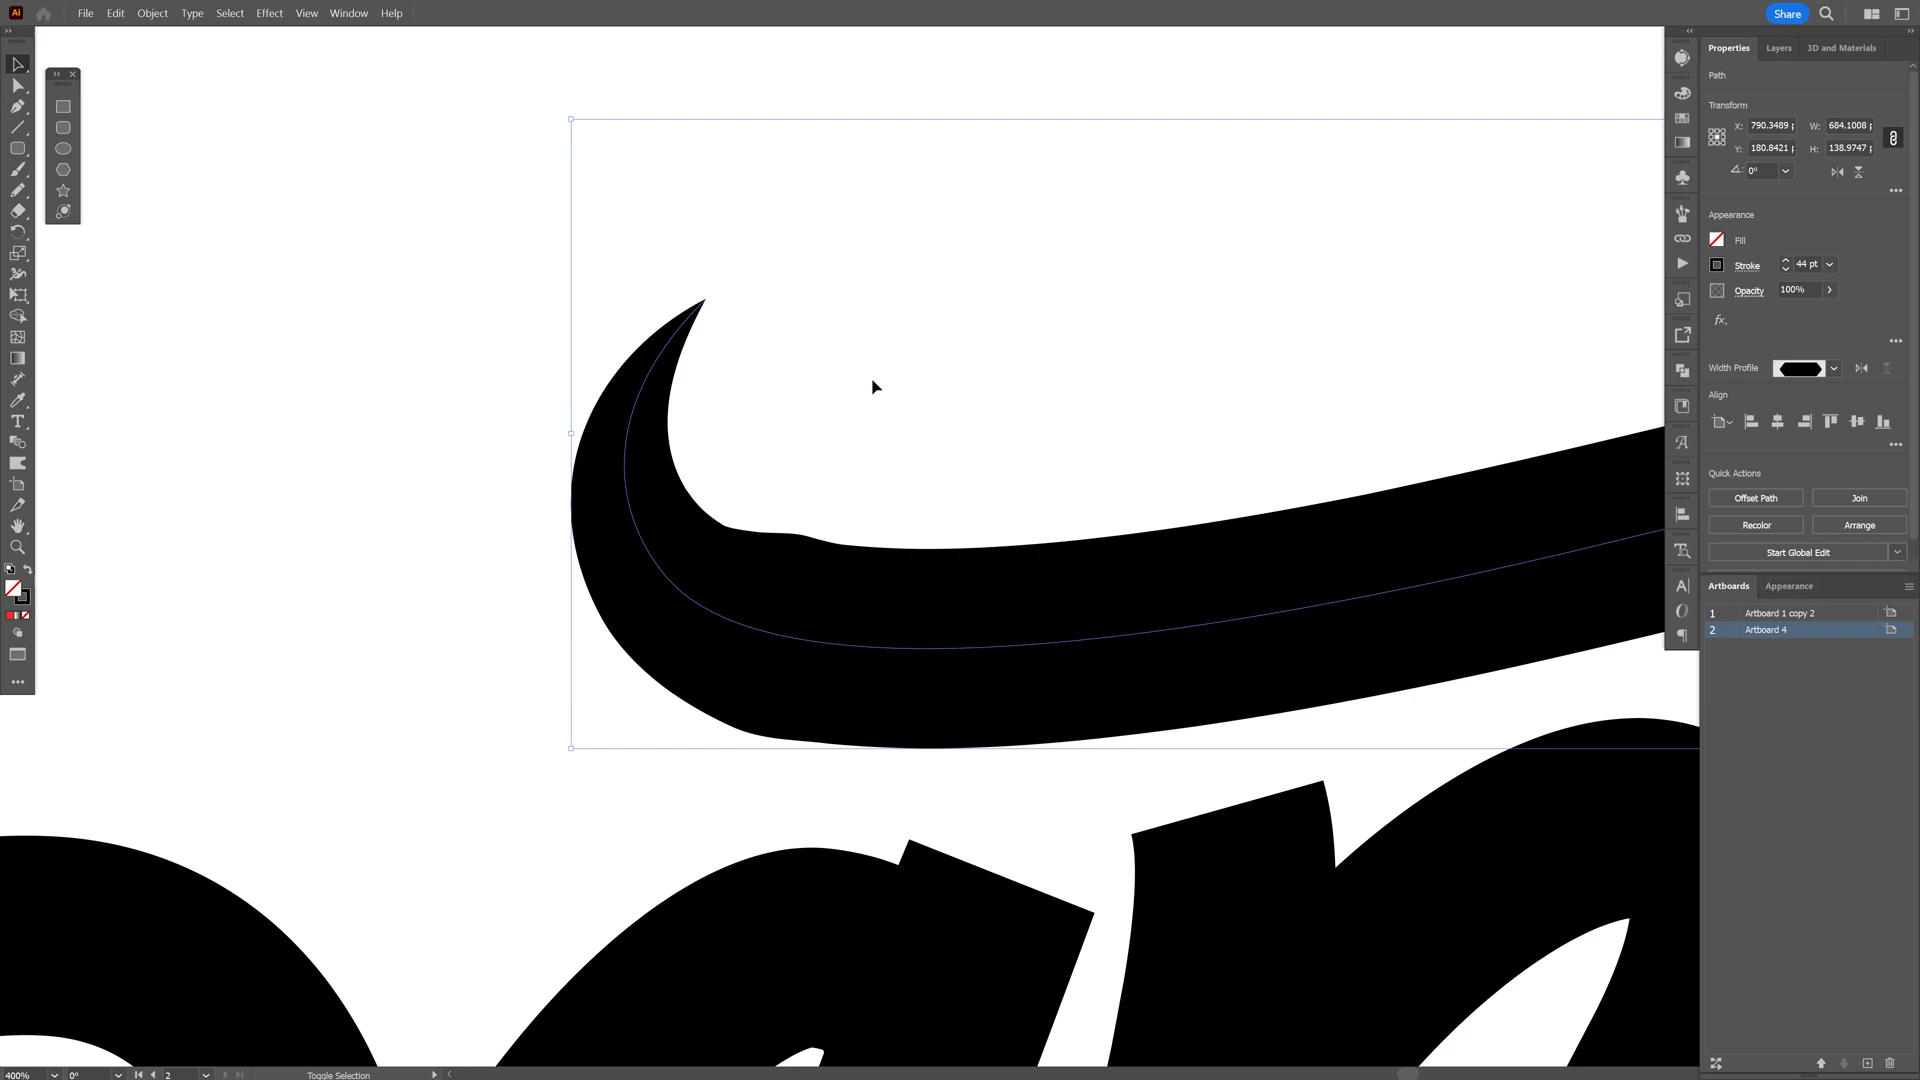 Ai File Edit Object Type Select Effect View Window Help Share
Properties Layers 3D and Materials
Path
Transform
X: 790.3489 p W: 684.1008 p
Y: 180.8421 p H: 138.9747 p
0°
Appearance
Fill
Stroke 44 pt
Opacity 100%
fx.
Width Profile
Align
Quick Actions
Offset Path Join
Recolor Arrange
Start Global Edit
Artboards Appearance
1 Artboard 1 copy 2
2 Artboard 4
400% 0° 2 Toggle Selection